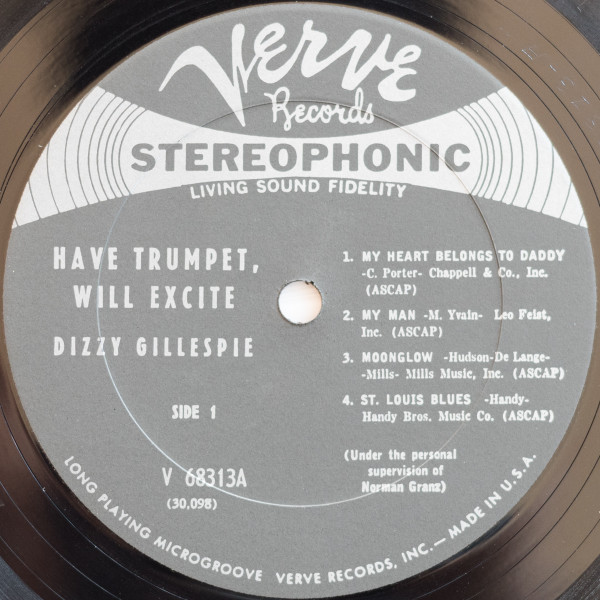 Verve
Records
STEREOPHONIC
LIVING SOUND FIDELITY
HAVE TRUMPET,
WILL EXCITE
DIZZY GILLESPIE
SIDE 1
V 68313A
(30,098)
1. MY HEART BELONGS TO DADDY
-C. Porter- Chappell & Co., Inc.
(ASCAP)
2. MY MAN -M. Yvain- Leo Feist,
Inc. (ASCAP)
3. MOONGLOW -Hudson-De Lange-
-Mills- Mills Music, Inc. (ASCAP)
4. ST. LOUIS BLUES -Handy-
Handy Bros. Music Co. (ASCAP)
(Under the personal
supervision of
Norman Granz)
LONG PLAYING MICROGROOVE VERVE RECORDS, INC.— MADE IN U.S.A.